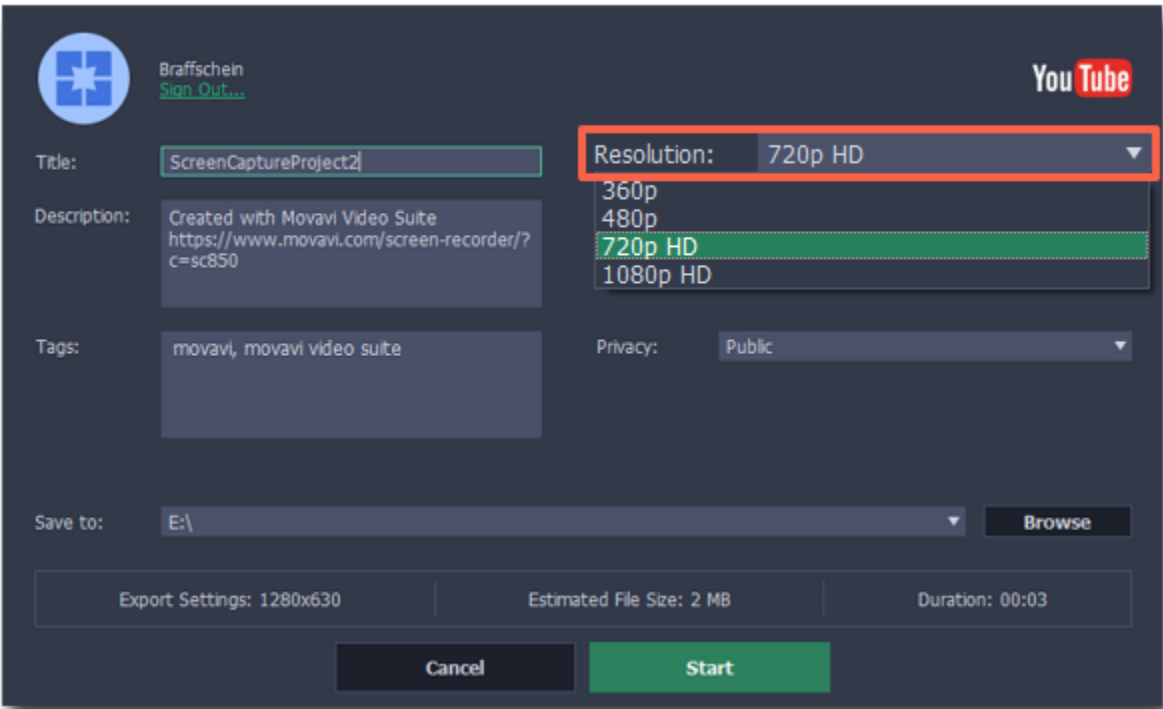 Braffschein
Sign Out...
YouTube
Title:
ScreenCaptureProject2
Resolution:
720p HD
360p
480p
720p HD
1080p HD
Description:
Created with Movavi Video Suite
https://www.movavi.com/screen-recorder/?
c=sc850
Tags:
movavi, movavi video suite
Privacy:
Public
Save to:
E:\
Browse
Export Settings: 1280x630
Estimated File Size: 2 MB
Duration: 00:03
Cancel
Start